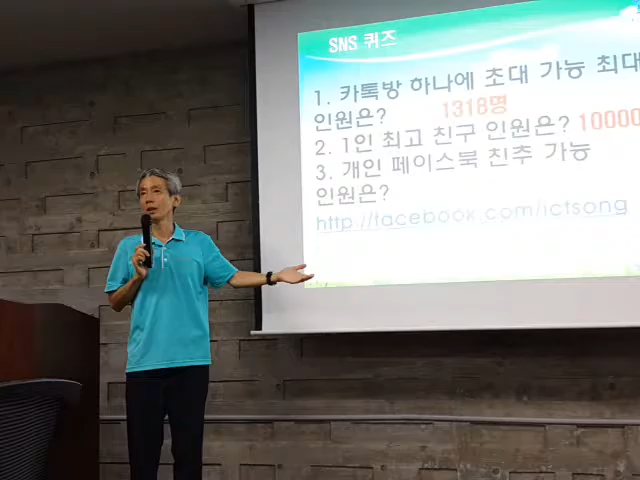 SNS 퀴즈
1. 카톡방 하나에 초대 가능 최대
인원은? 1318명
2. 1인 최고 친구 인원은? 10000
3. 개인 페이스북 친추 가능
인원은?
http://facebook.com/ictsong